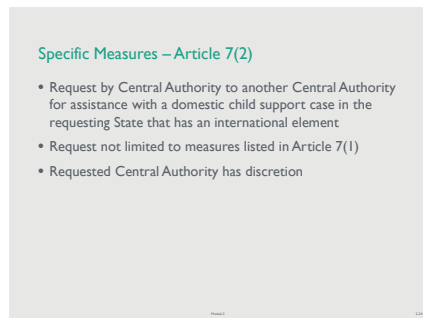 Specific Measures – Article 7(2)
• Request by Central Authority to another Central Authority
for assistance with a domestic child support case in the
requesting State that has an international element
• Request not limited to measures listed in Article 7(1)
• Requested Central Authority has discretion